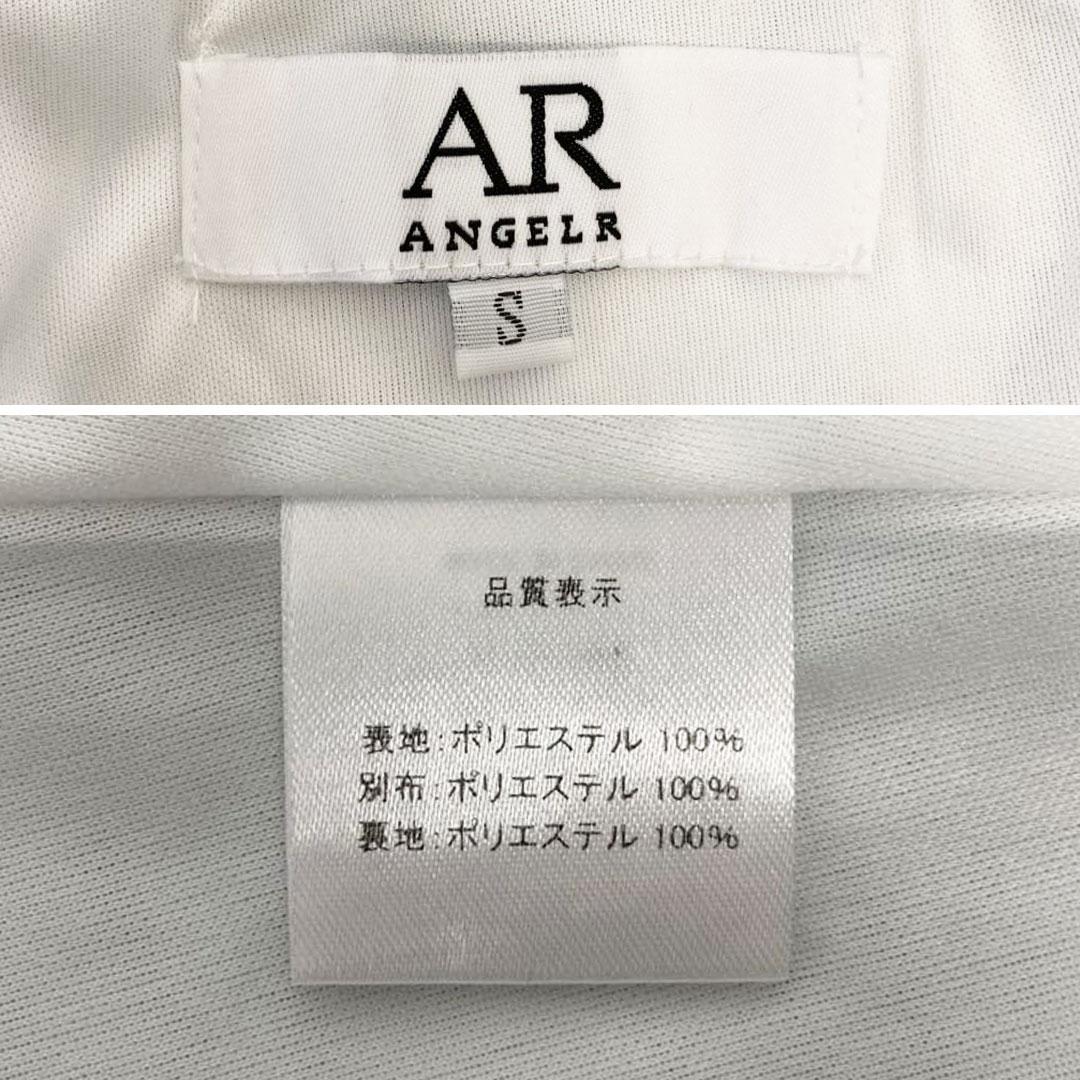 AR
ANGELR
S
品質表示
表地:ポリエステル 100%
別布:ポリエステル 100%
裏地:ポリエステル 100%